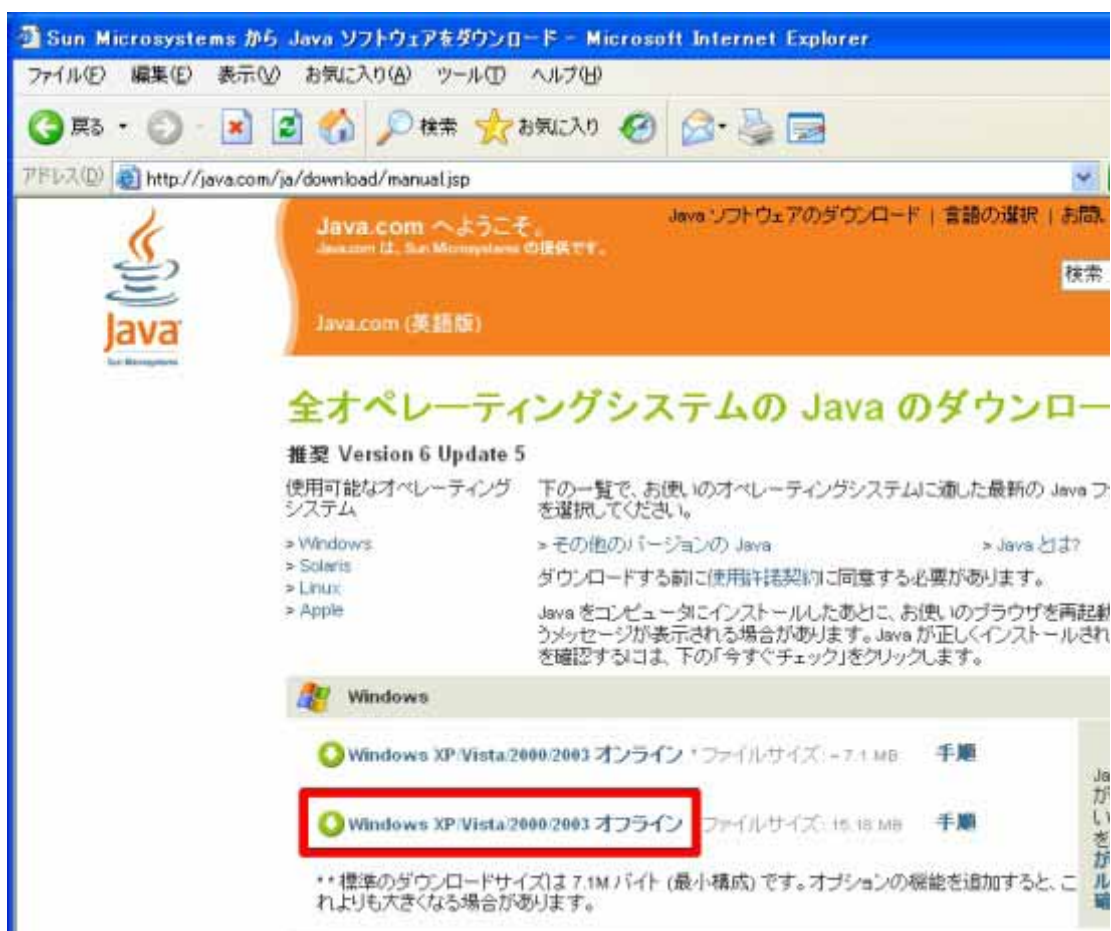 Sun Microsystems から Java ソフトウェアをダウンロード - Microsoft Internet Explorer
ファイル(F) 編集(E) 表示(V) お気に入り(A) ツール(T) ヘルプ(H)
戻る 検索 お気に入り
アドレス(D) http://java.com/ja/download/manual.jsp
Java ソフトウェアのダウンロード | 言語の選択 | お問い
Java.com へようこそ。
Java.com は、Sun Microsystems の提供です。
検索
Java
Sun Microsystems
Java.com (英語版)
全オペレーティングシステムの Java のダウンロー
推奨 Version 6 Update 5
使用可能なオペレーティング
システム
» Windows
» Solaris
» Linux
» Apple
下の一覧で、お使いのオペレーティングシステムに適した最新の Java フ
を選択してください。
» その他のバージョンの Java » Java とは?
ダウンロードする前に使用許諾契約に同意する必要があります。
Java をコンピュータにインストールしたあとに、お使いのブラウザを再起動
うメッセージが表示される場合があります。Java が正しくインストールされ
を確認するには、下の「今すぐチェック」をクリックします。
Windows
Windows XP/Vista/2000/2003 オンライン * ファイルサイズ: ~ 7.1 MB 手順
Windows XP/Vista/2000/2003 オフライン ファイルサイズ: 15.18 MB 手順
* * 標準のダウンロードサイズは 7.1M バイト (最小構成) です。オプションの機能を追加すると、こ
れよりも大きくなる場合があります。
Ja
が
い
を
が
ル
確